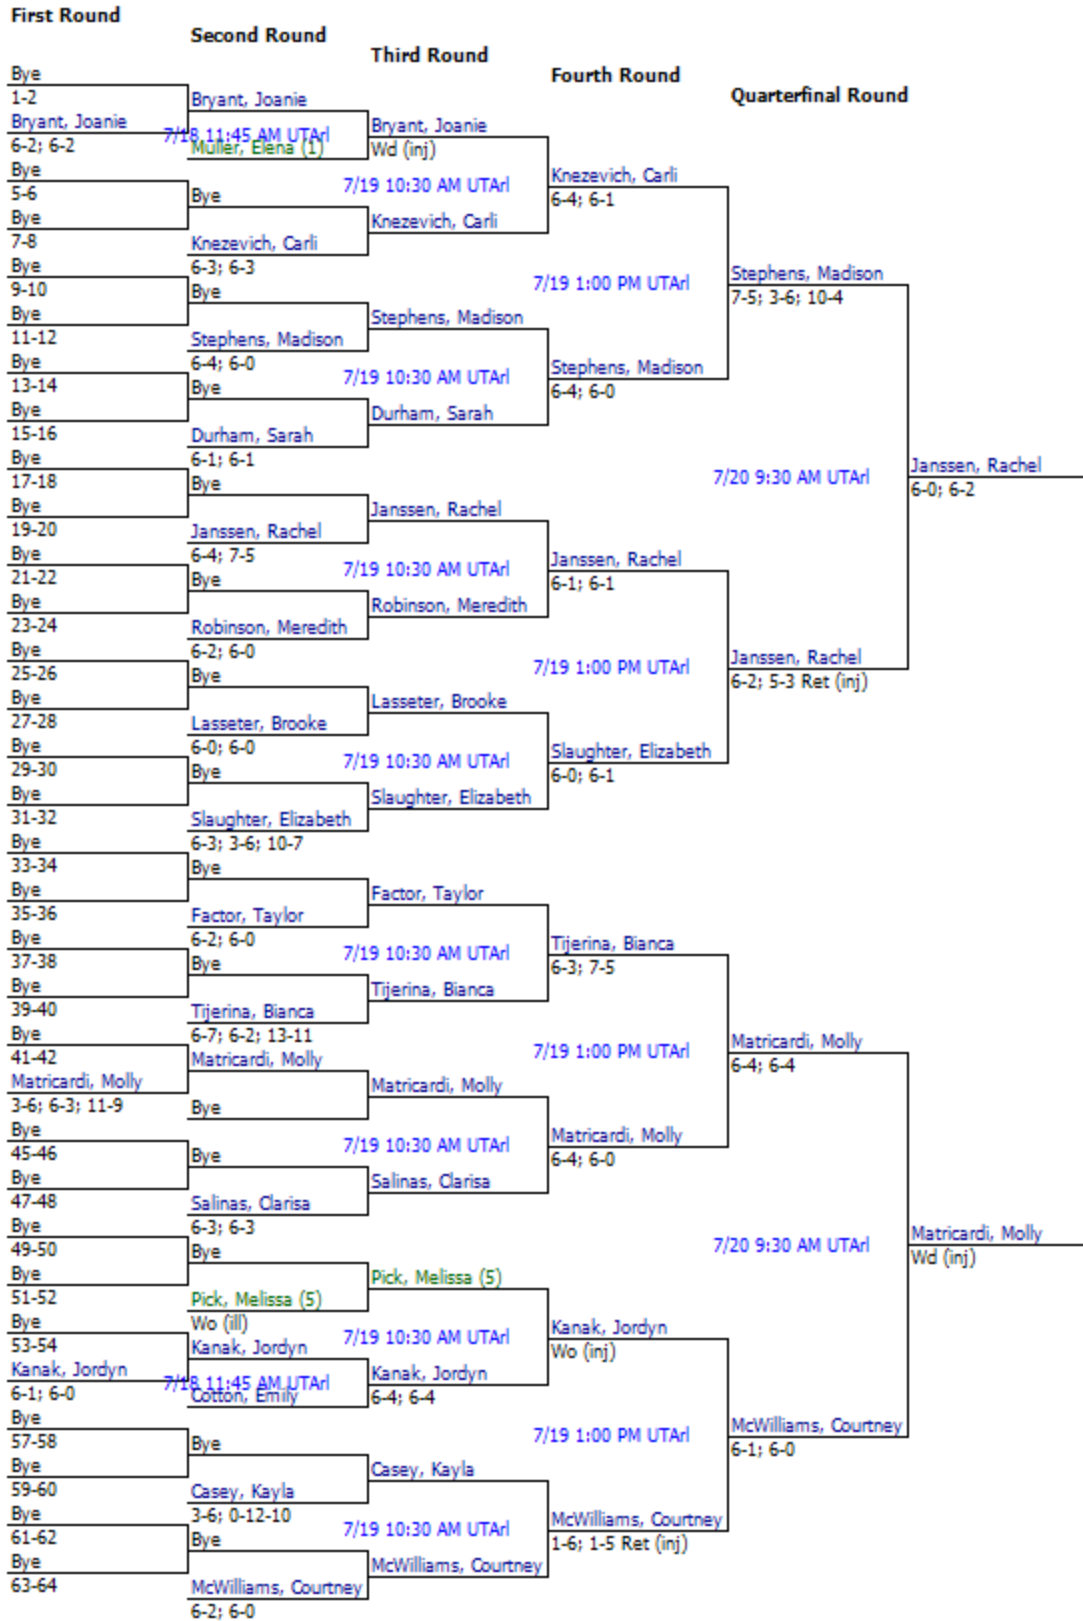 First Round
Second Round
Third Round
Fourth Round
Quarterfinal Round
Bye
1-2
Bryant, Joanie
6-2; 6-2
Bye
5-6
Bye
7-8
Bye
9-10
Bye
11-12
Bye
13-14
Bye
15-16
Bye
17-18
Bye
19-20
Bye
21-22
Bye
23-24
Bye
25-26
Bye
27-28
Bye
29-30
Bye
31-32
Bye
33-34
Bye
35-36
Bye
37-38
Bye
39-40
Bye
41-42
Matricardi, Molly
3-6; 6-3; 11-9
Bye
45-46
Bye
47-48
Bye
49-50
Bye
51-52
Bye
53-54
Kanak, Jordyn
6-1; 6-0
Bye
57-58
Bye
59-60
Bye
61-62
Bye
63-64
Bryant, Joanie
7/18 11:45 AM UTArl
Muller, Elena (1)
Bye
Knezevich, Carli
6-3; 6-3
Bye
Stephens, Madison
6-4; 6-0
Bye
Durham, Sarah
6-1; 6-1
Bye
Janssen, Rachel
6-4; 7-5
Bye
Robinson, Meredith
6-2; 6-0
Bye
Lasseter, Brooke
6-0; 6-0
Bye
Slaughter, Elizabeth
6-3; 3-6; 10-7
Bye
Factor, Taylor
6-2; 6-0
Bye
Tijerina, Bianca
6-7; 6-2; 13-11
Matricardi, Molly
Bye
Bye
Salinas, Clarisa
6-3; 6-3
Bye
Pick, Melissa (5)
Wo (ill)
Kanak, Jordyn
7/18 11:45 AM UTArl
Cotton, Emily
Bye
Casey, Kayla
3-6; 0-12-10
Bye
McWilliams, Courtney
6-2; 6-0
Bryant, Joanie
Wd (inj)
7/19 10:30 AM UTArl
Knezevich, Carli
Stephens, Madison
7/19 10:30 AM UTArl
Durham, Sarah
Janssen, Rachel
7/19 10:30 AM UTArl
Robinson, Meredith
Lasseter, Brooke
7/19 10:30 AM UTArl
Slaughter, Elizabeth
Factor, Taylor
7/19 10:30 AM UTArl
Tijerina, Bianca
Matricardi, Molly
7/19 10:30 AM UTArl
Salinas, Clarisa
Pick, Melissa (5)
7/19 10:30 AM UTArl
Kanak, Jordyn
6-4; 6-4
Casey, Kayla
7/19 10:30 AM UTArl
McWilliams, Courtney
Knezevich, Carli
6-4; 6-1
7/19 1:00 PM UTArl
Stephens, Madison
6-4; 6-0
Janssen, Rachel
6-1; 6-1
7/19 1:00 PM UTArl
Slaughter, Elizabeth
6-0; 6-1
Tijerina, Bianca
6-3; 7-5
7/19 1:00 PM UTArl
Matricardi, Molly
6-4; 6-0
Kanak, Jordyn
Wo (inj)
7/19 1:00 PM UTArl
McWilliams, Courtney
1-6; 1-5 Ret (inj)
Stephens, Madison
7-5; 3-6; 10-4
7/20 9:30 AM UTArl
Janssen, Rachel
6-2; 5-3 Ret (inj)
Matricardi, Molly
6-4; 6-4
7/20 9:30 AM UTArl
McWilliams, Courtney
6-1; 6-0
Janssen, Rachel
6-0; 6-2
Matricardi, Molly
Wd (inj)